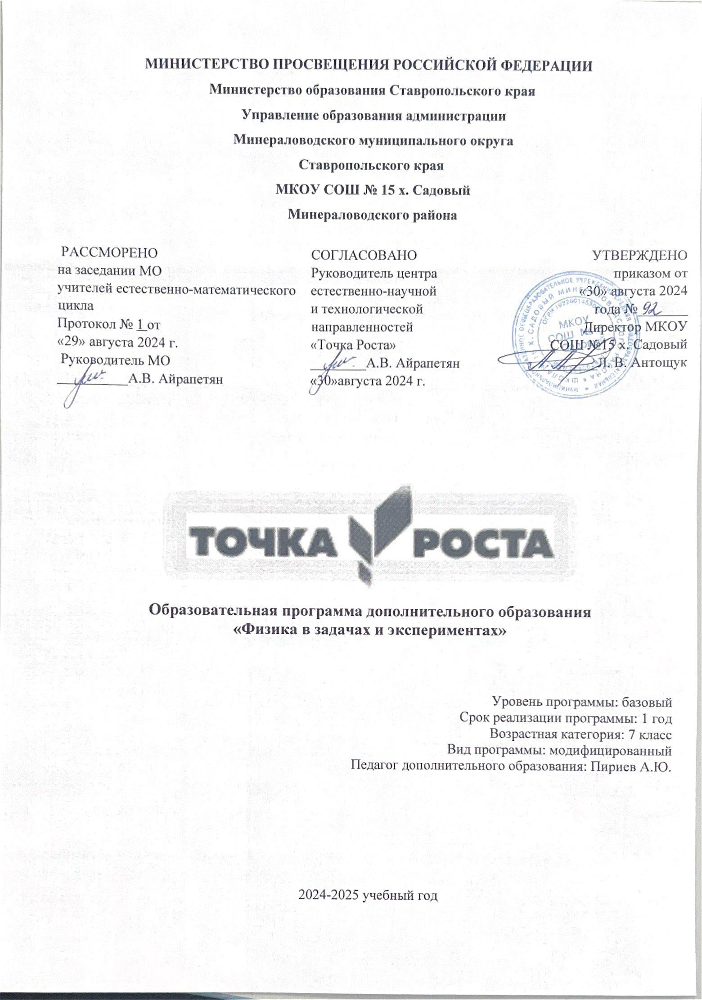 МИНИСТЕРСТВО ПРОСВЕЩЕНИЯ РОССИЙСКОЙ ФЕДЕРАЦИИ
Министерство образования Ставропольского края
Управление образования администрации
Минераловодского муниципального округа
Ставропольского края
МКОУ СОШ № 15 х. Садовый
Минераловодского района
РАССМОРЕНО
на заседании МО
учителей естественно-математического
цикла
Протокол № 1 от
«29» августа 2024 г.
Руководитель МО
А.В. Айрапетян
СОГЛАСОВАНО
Руководитель центра
естественно-научной
и технологической
направленностей
«Точка Роста»
А.В. Айрапетян
«30»августа 2024 г.
УТВЕРЖДЕНО
приказом от
«30» августа 2024
года № 92
Директор МКОУ
СОШ №15 х. Садовый
Л. В. Антощук
МКОУ
СОШ №
ТОЧКА РОСТА
Образовательная программа дополнительного образования
«Физика в задачах и экспериментах»
Уровень программы: базовый
Срок реализации программы: 1 год
Возрастная категория: 7 класс
Вид программы: модифицированный
Педагог дополнительного образования: Пириев А.Ю.
2024-2025 учебный год